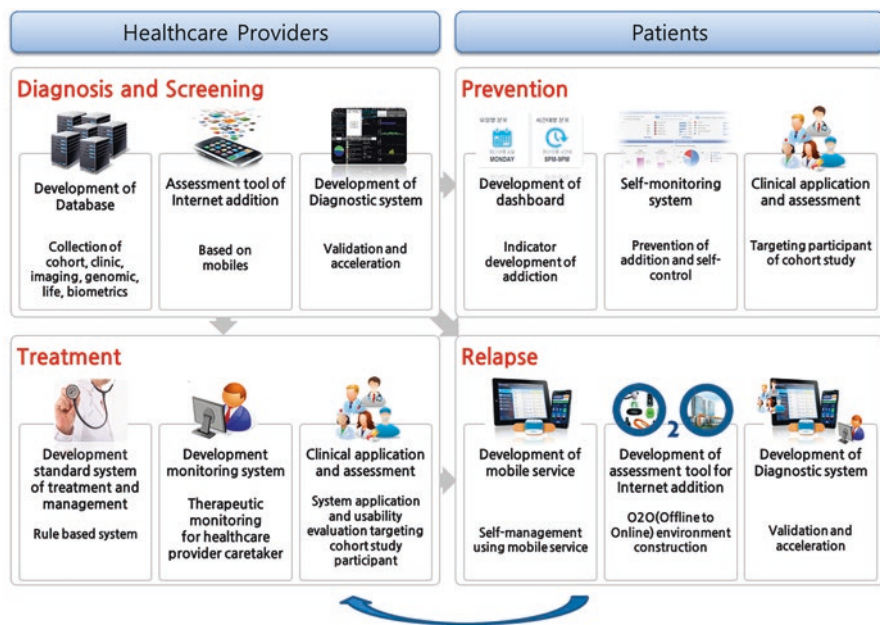 Healthcare Providers
Patients
Diagnosis and Screening
Development of
Database
Collection of
cohort, clinic,
imaging, genomic,
life, biometrics
Assessment tool of
Internet addition
Based on
mobiles
Development of
Diagnostic system
Validation and
acceleration
Prevention
MONDAY
Development of
dashboard
Indicator
development of
addiction
Self-monitoring
system
Prevention of
addition and self-
control
Clinical application
and assessment
Targeting participant
of cohort study
Treatment
Development
standard system
of treatment and
management
Rule based system
Development
monitoring system
Therapeutic
monitoring
for healthcare
provider caretaker
Clinical application
and assessment
System application
and usability
evaluation targeting
cohort study
participant
Relapse
Development
of mobile service
Self-management
using mobile service
2
Development of
assessment tool for
Internet addition
O2O(Offline to
Online) environment
construction
Development of
Diagnostic system
Validation and
acceleration